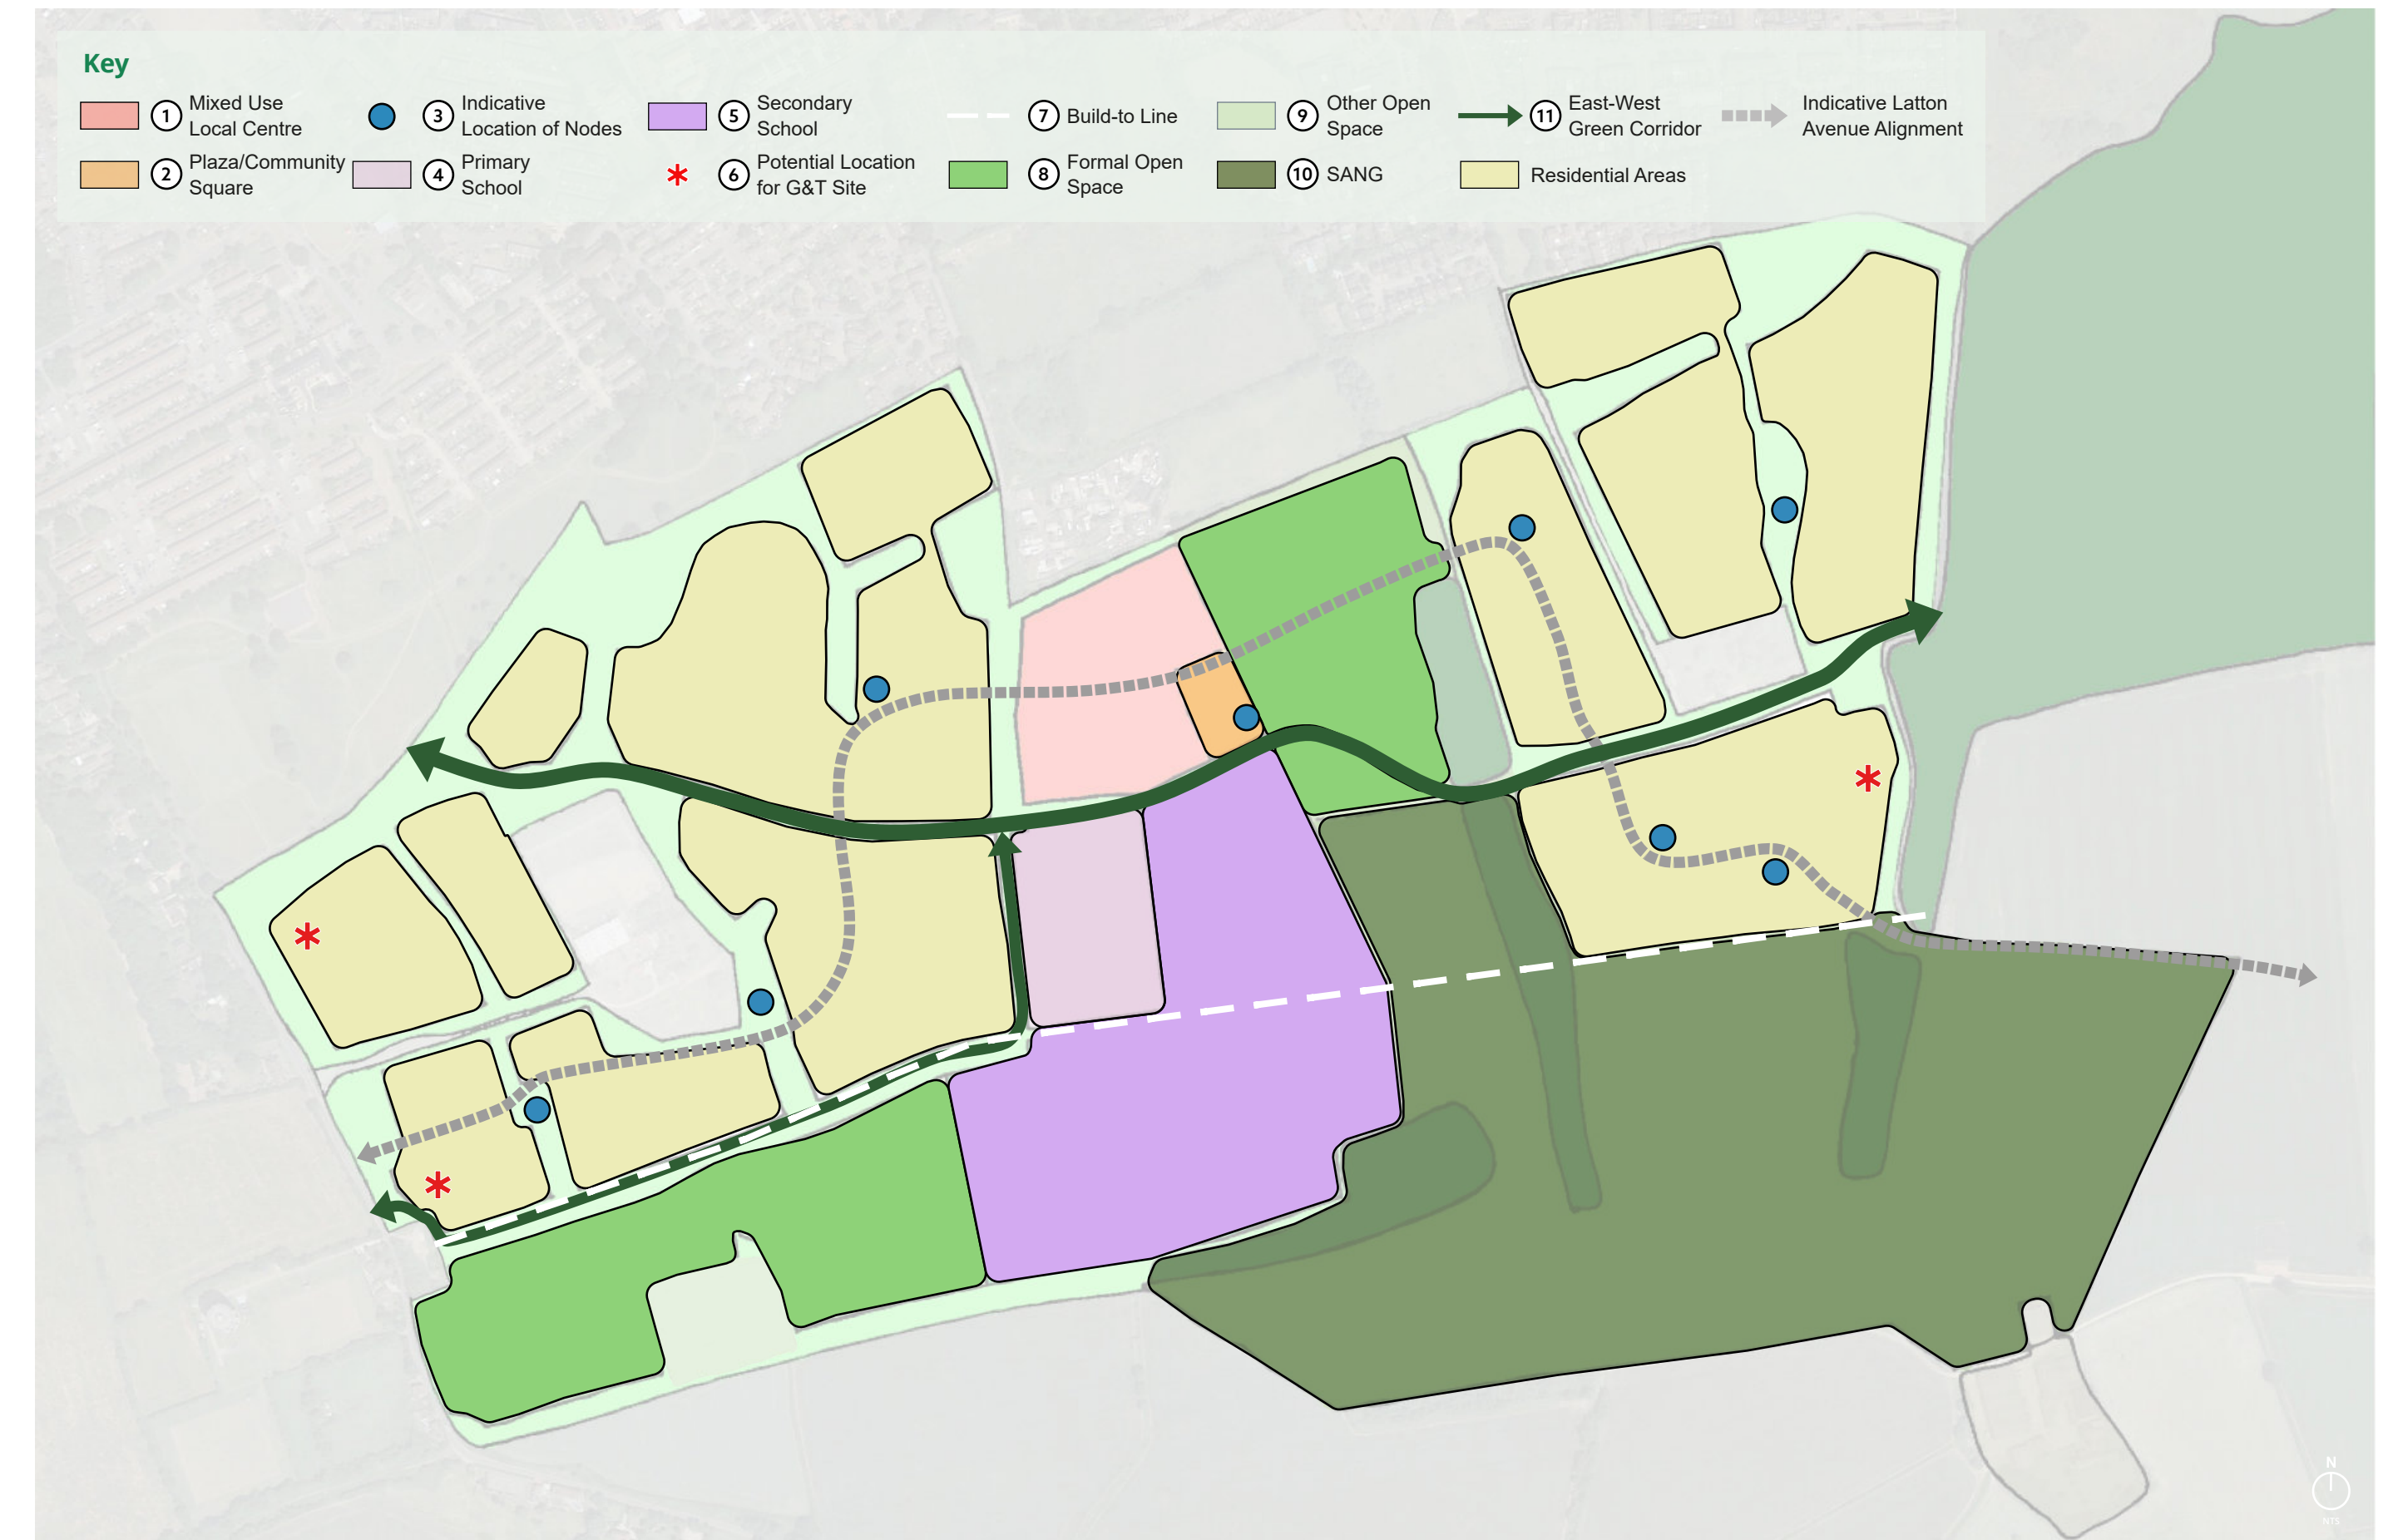 Key
1 Mixed Use
Local Centre
2 Plaza/Community
Square
3 Indicative
Location of Nodes
4 Primary
School
5 Secondary
School
6 Potential Location
for G&T Site
7 Build-to Line
8 Formal Open
Space
9 Other Open
Space
10 SANG
11 East-West
Green Corridor
Residential Areas
Indicative Latton
Avenue Alignment
N
NTS